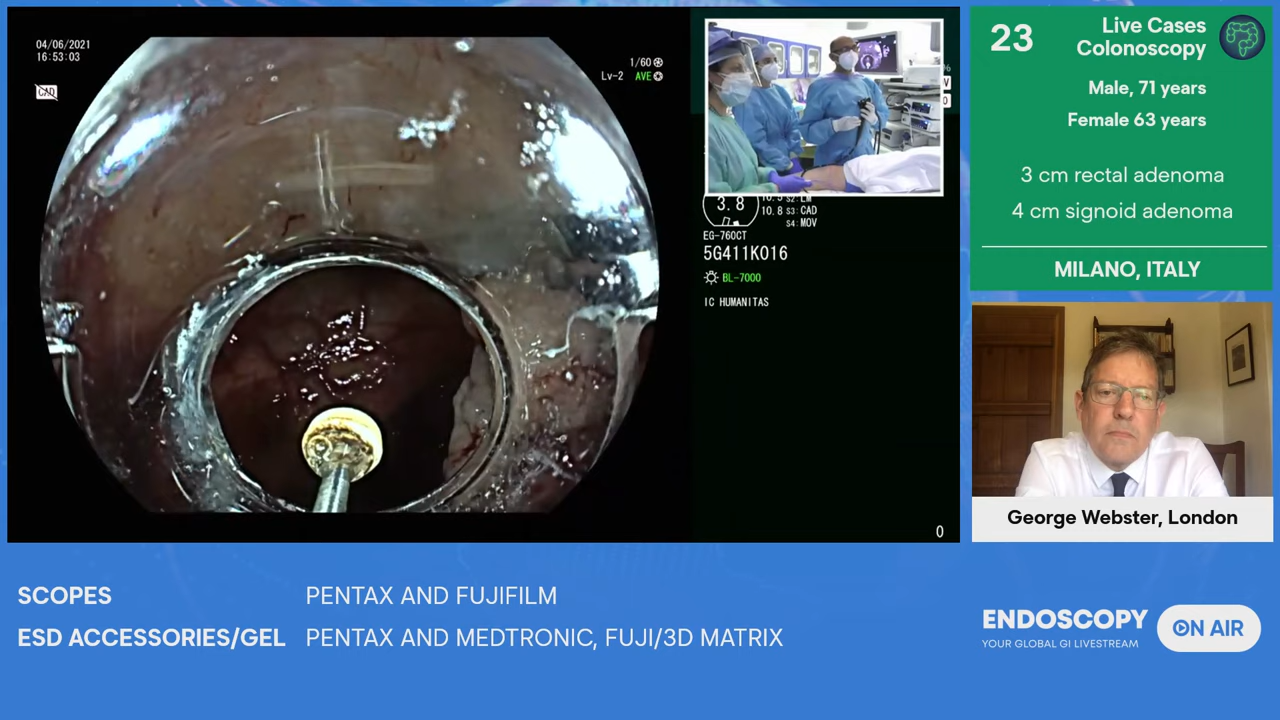 04/06/2021
16:53:03
CAD
1/60
Lv-2 AVE
3.8
10.8 S3: CAD
S4: MOV
EG-760CT
5G411K016
BL-7000
IC HUMANITAS
0
23
Live Cases
Colonoscopy
Male, 71 years
Female 63 years
3 cm rectal adenoma
4 cm signoid adenoma
MILANO, ITALY
George Webster, London
SCOPES PENTAX AND FUJIFILM
ESD ACCESSORIES/GEL PENTAX AND MEDTRONIC, FUJI/3D MATRIX
ENDOSCOPY
YOUR GLOBAL GI LIVESTREAM
ON AIR